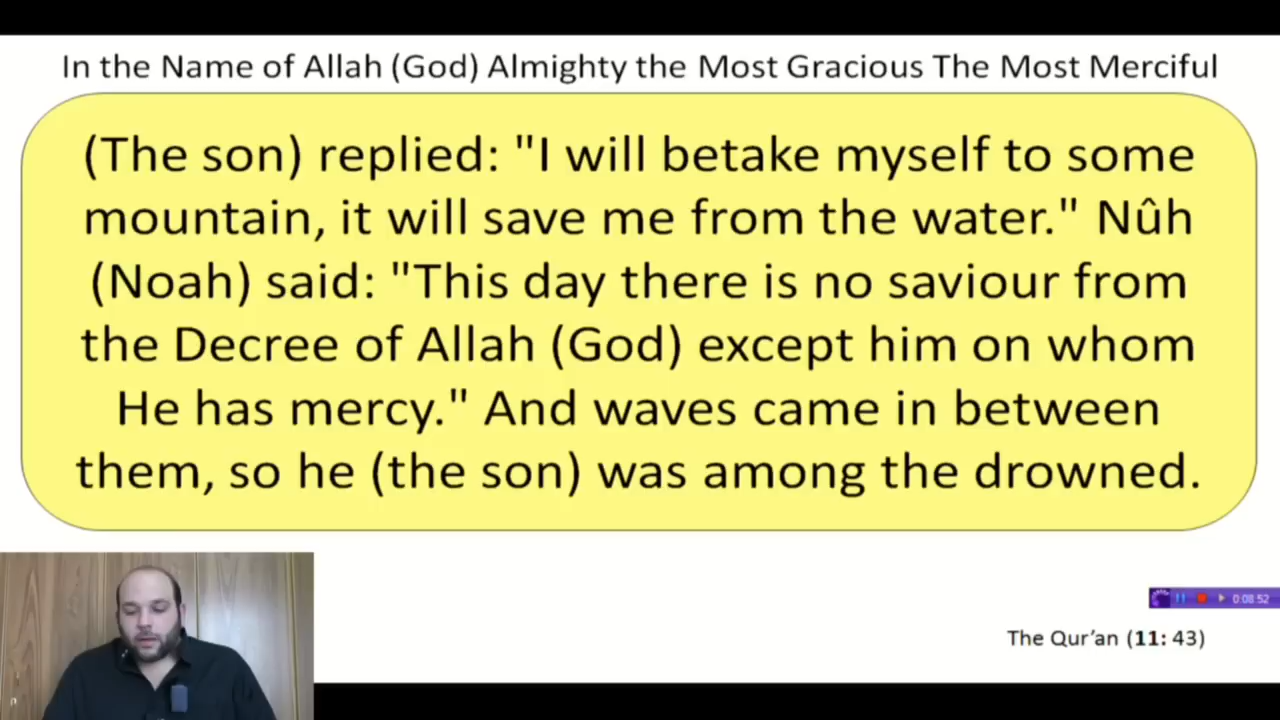 In the Name of Allah (God) Almighty the Most Gracious The Most Merciful
(The son) replied: "I will betake myself to some
mountain, it will save me from the water." Nûh
(Noah) said: "This day there is no saviour from
the Decree of Allah (God) except him on whom
He has mercy." And waves came in between
them, so he (the son) was among the drowned.
0:08:52
The Qur'an (11: 43)